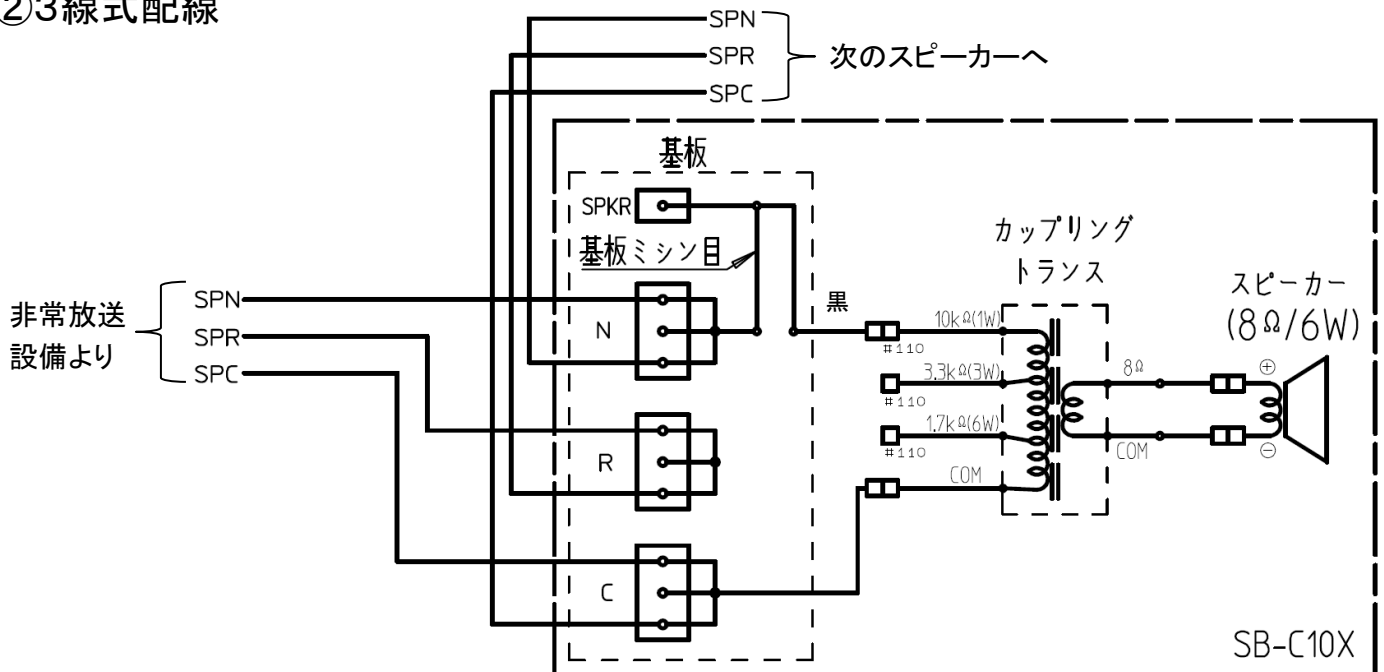 ②3線式配線
SPN
SPR
SPC
次のスピーカーへ
基板
SPKR
基板ミシン目
カップリング
トランス
スピーカー
(8Ω/6W)
非常放送
設備より
SPN
SPR
SPC
N
黒
10kΩ(1W)
#110
3.3kΩ(3W)
#110
1.7kΩ(6W)
#110
COM
8Ω
COM
+
-
R
C
SB-C10X